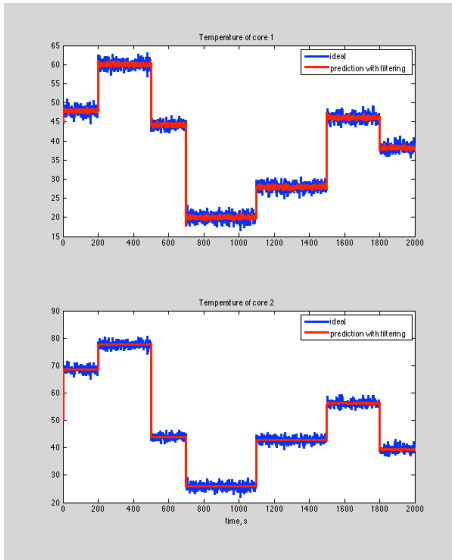 Temperature of core 1
65
60
55
50
45
40
35
30
25
20
15
0 200 400 600 800 1000 1200 1400 1600 1800 2000
ideal
prediction with filtering
Temperature of core 2
90
80
70
60
50
40
30
20
0 200 400 600 800 1000 1200 1400 1600 1800 2000
ideal
prediction with filtering
time, s